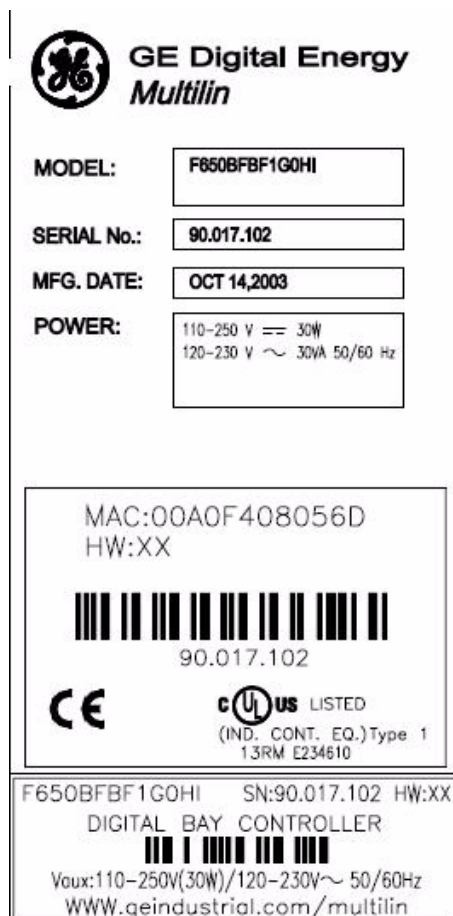 GE Digital Energy
Multilin
MODEL: F650BFBF1G0HI
SERIAL No.: 90.017.102
MFG. DATE: OCT 14,2003
POWER: 110-250 V ⎓ 30W
120-230 V ~ 30VA 50/60 Hz
MAC:00A0F408056D
HW:XX
90.017.102
CE
C UL US LISTED
(IND. CONT. EQ.)Type 1
13RM E234610
F650BFBF1G0HI SN:90.017.102 HW:XX
DIGITAL BAY CONTROLLER
Vaux:110-250V(30W)/120-230V~ 50/60Hz
WWW.geindustrial.com/multilin